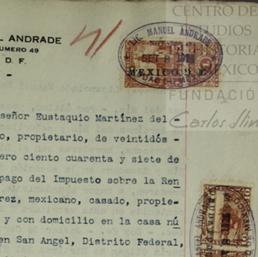 L ANDRADE
NUMERO 49
D. F.
LIC. MANUEL ANDRADE
MEXICO D. F.
CENTRO DE
ESTUDIOS
HISTORIA
MEXICO
FUNDACIÓN
Carlos Slim
señor Eustaquio Martínez del
o, propietario, de veintidós
ero ciento cuarenta y siete de
pago del Impuesto sobre la Ren
rez, mexicano, casado, propie
y con domicilio en la casa nú
en San Angel, Distrito Federal,